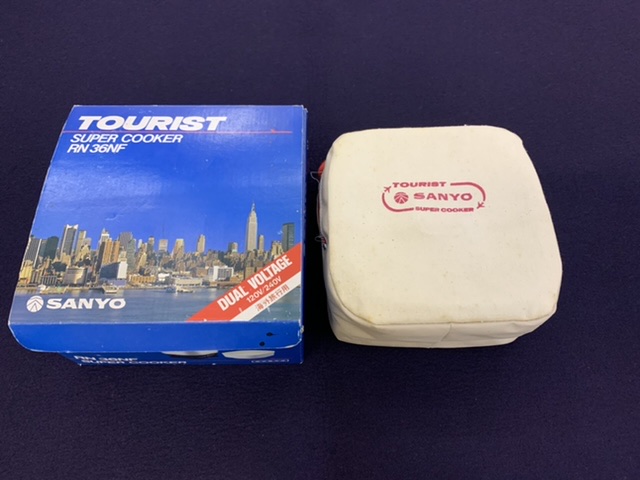 TOURIST
SUPER COOKER
RN 36NF
DUAL VOLTAGE
120V/240V
海外旅行用
SANYO
RN 36NF
SUPER COOKER
TOURIST
SANYO
SUPER COOKER